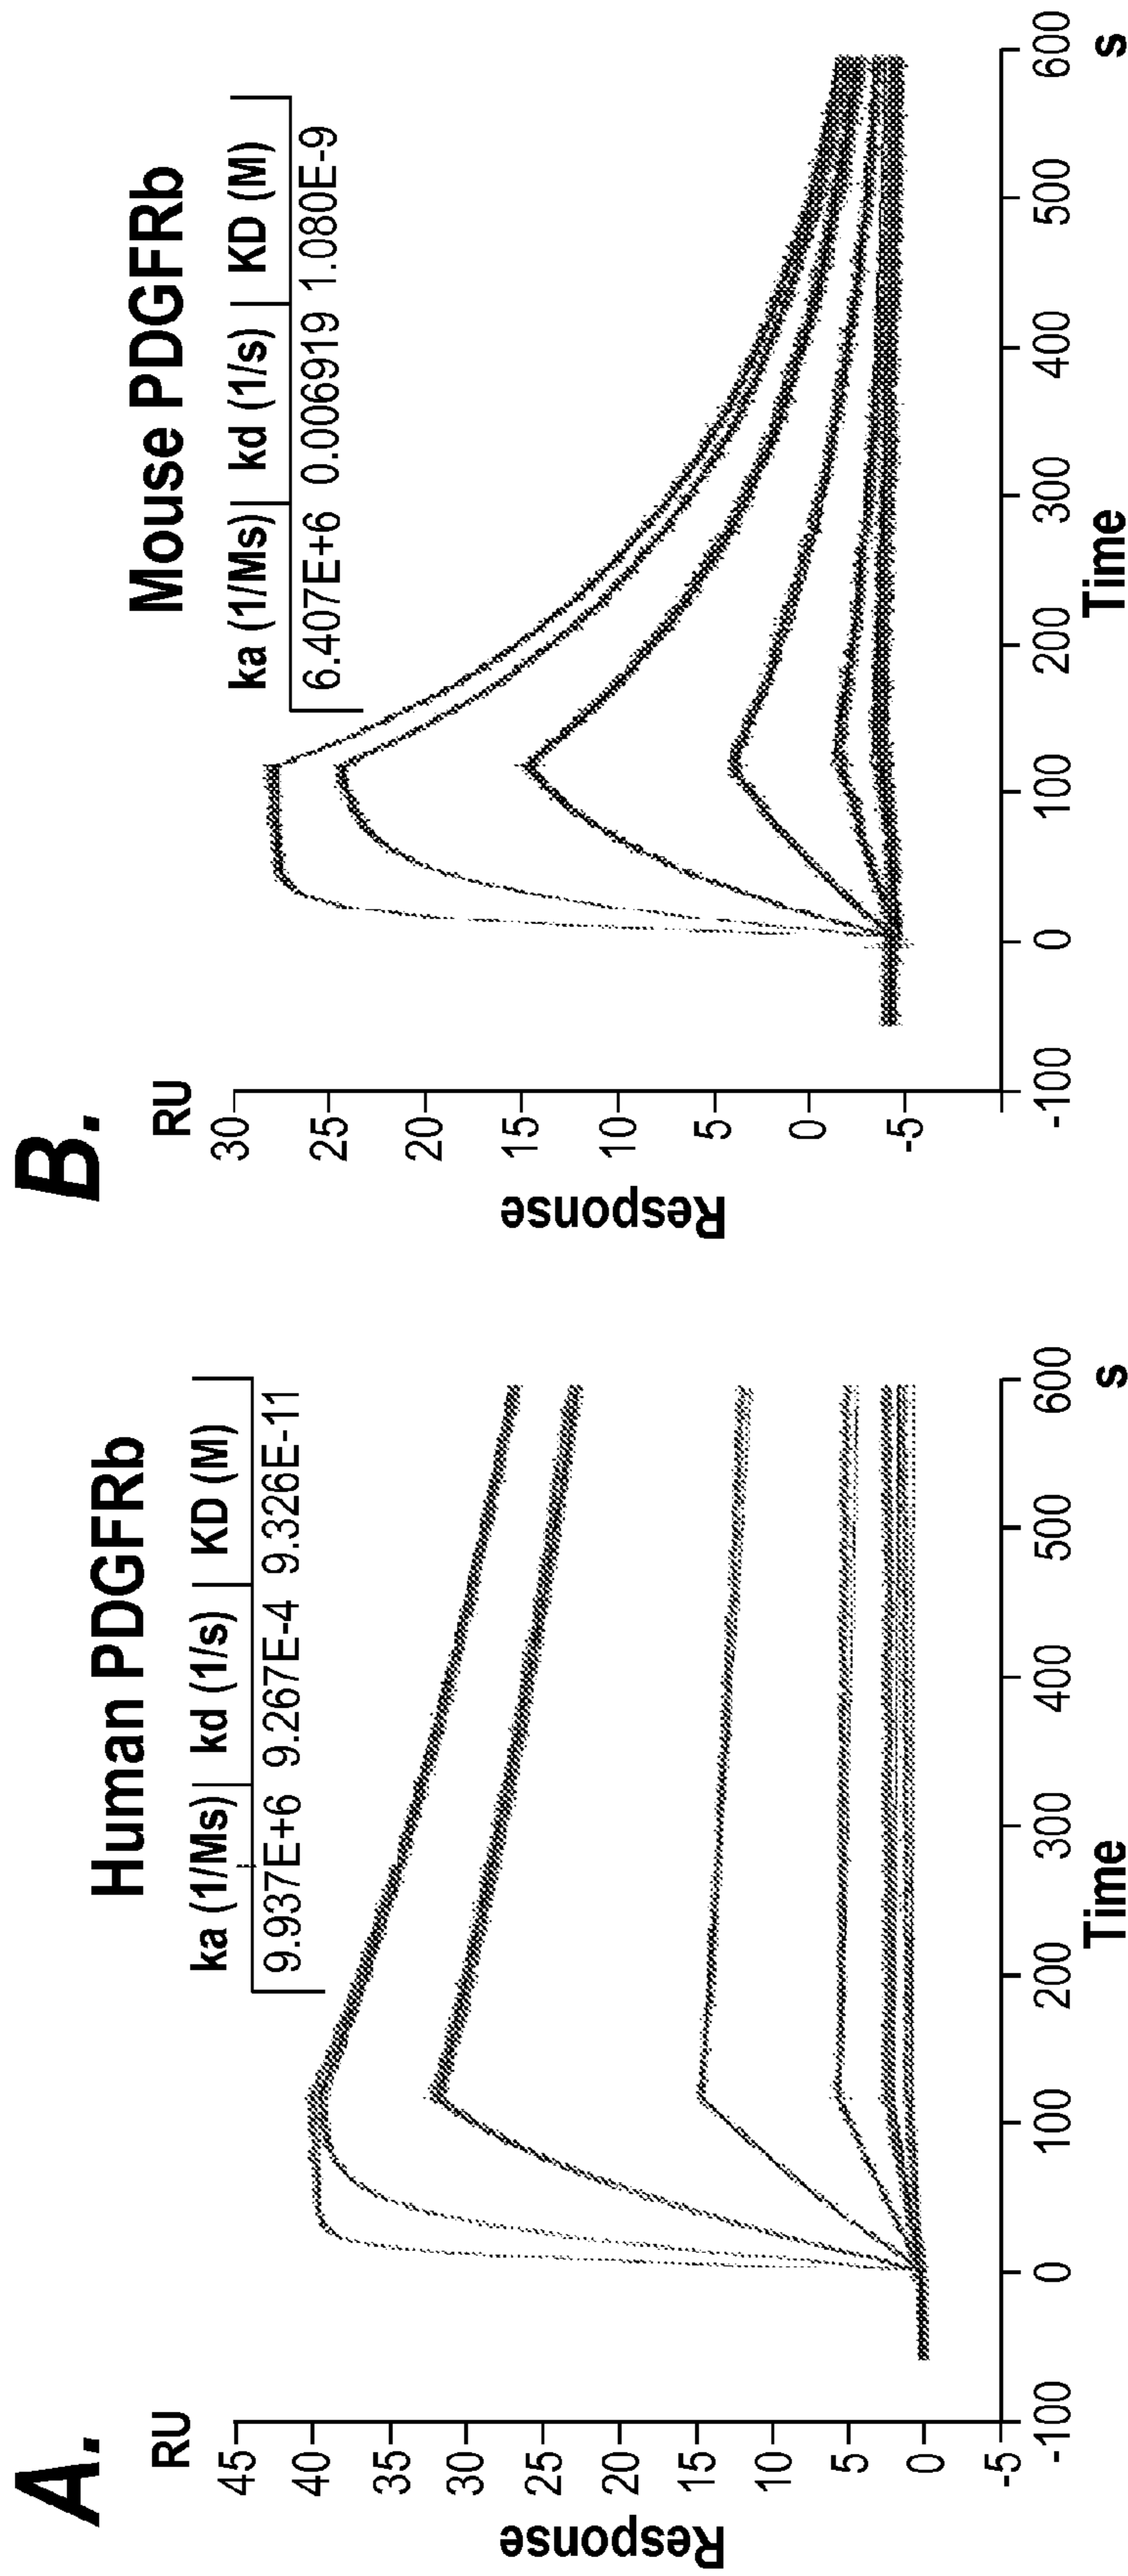 A.
Human PDGFRb
ka (1/Ms) kd (1/s) KD (M)
9.937E+6 9.267E-4 9.326E-11
RU
45
40
35
30
25
20
15
10
5
0
-5
Response
-100 0 100 200 300 400 500 600
Time s
B.
Mouse PDGFRb
ka (1/Ms) kd (1/s) KD (M)
6.407E+6 0.006919 1.080E-9
RU
30
25
20
15
10
5
0
-5
Response
-100 0 100 200 300 400 500 600
Time s